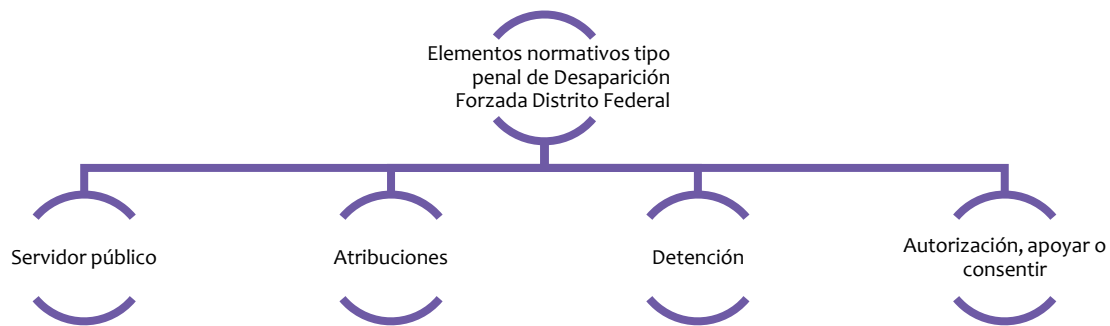 Elementos normativos tipo
penal de Desaparición
Forzada Distrito Federal
Servidor público
Atribuciones
Detención
Autorización, apoyar o
consentir